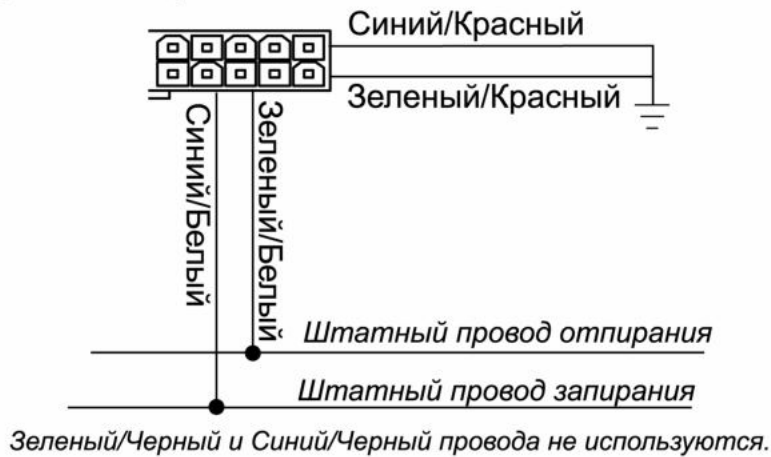 Синий/Красный
Зеленый/Красный
Синий/Белый
Зеленый/Белый
Штатный провод отпирания
Штатный провод запирания
Зеленый/Черный и Синий/Черный провода не используются.